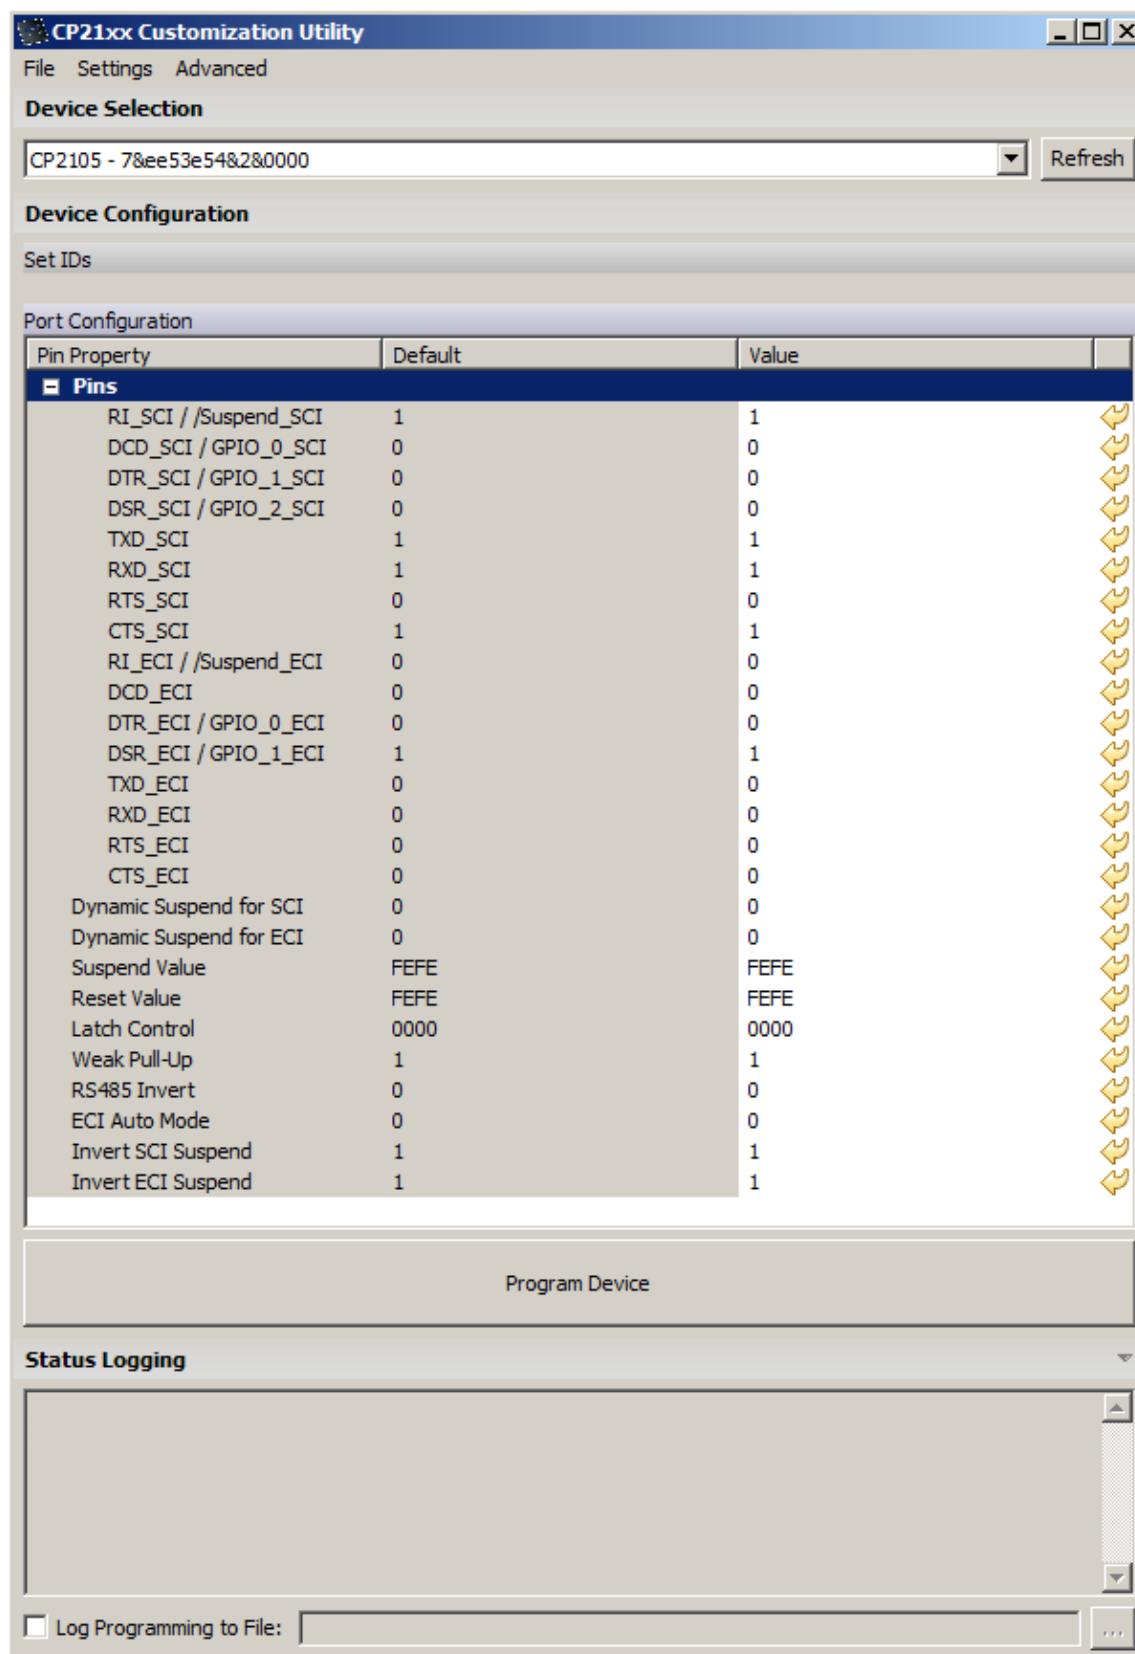 CP21xx Customization Utility
File Settings Advanced
Device Selection
CP2105 - 7&ee53e54&2&0000 Refresh
Device Configuration
Set IDs
Port Configuration
Pin Property Default Value
Pins
RI_SCI / /Suspend_SCI 1 1
DCD_SCI / GPIO_0_SCI 0 0
DTR_SCI / GPIO_1_SCI 0 0
DSR_SCI / GPIO_2_SCI 0 0
TXD_SCI 1 1
RXD_SCI 1 1
RTS_SCI 0 0
CTS_SCI 1 1
RI_ECI / /Suspend_ECI 0 0
DCD_ECI 0 0
DTR_ECI / GPIO_0_ECI 0 0
DSR_ECI / GPIO_1_ECI 1 1
TXD_ECI 0 0
RXD_ECI 0 0
RTS_ECI 0 0
CTS_ECI 0 0
Dynamic Suspend for SCI 0 0
Dynamic Suspend for ECI 0 0
Suspend Value FEFE FEFE
Reset Value FEFE FEFE
Latch Control 0000 0000
Weak Pull-Up 1 1
RS485 Invert 0 0
ECI Auto Mode 0 0
Invert SCI Suspend 1 1
Invert ECI Suspend 1 1
Program Device
Status Logging
Log Programming to File: ...